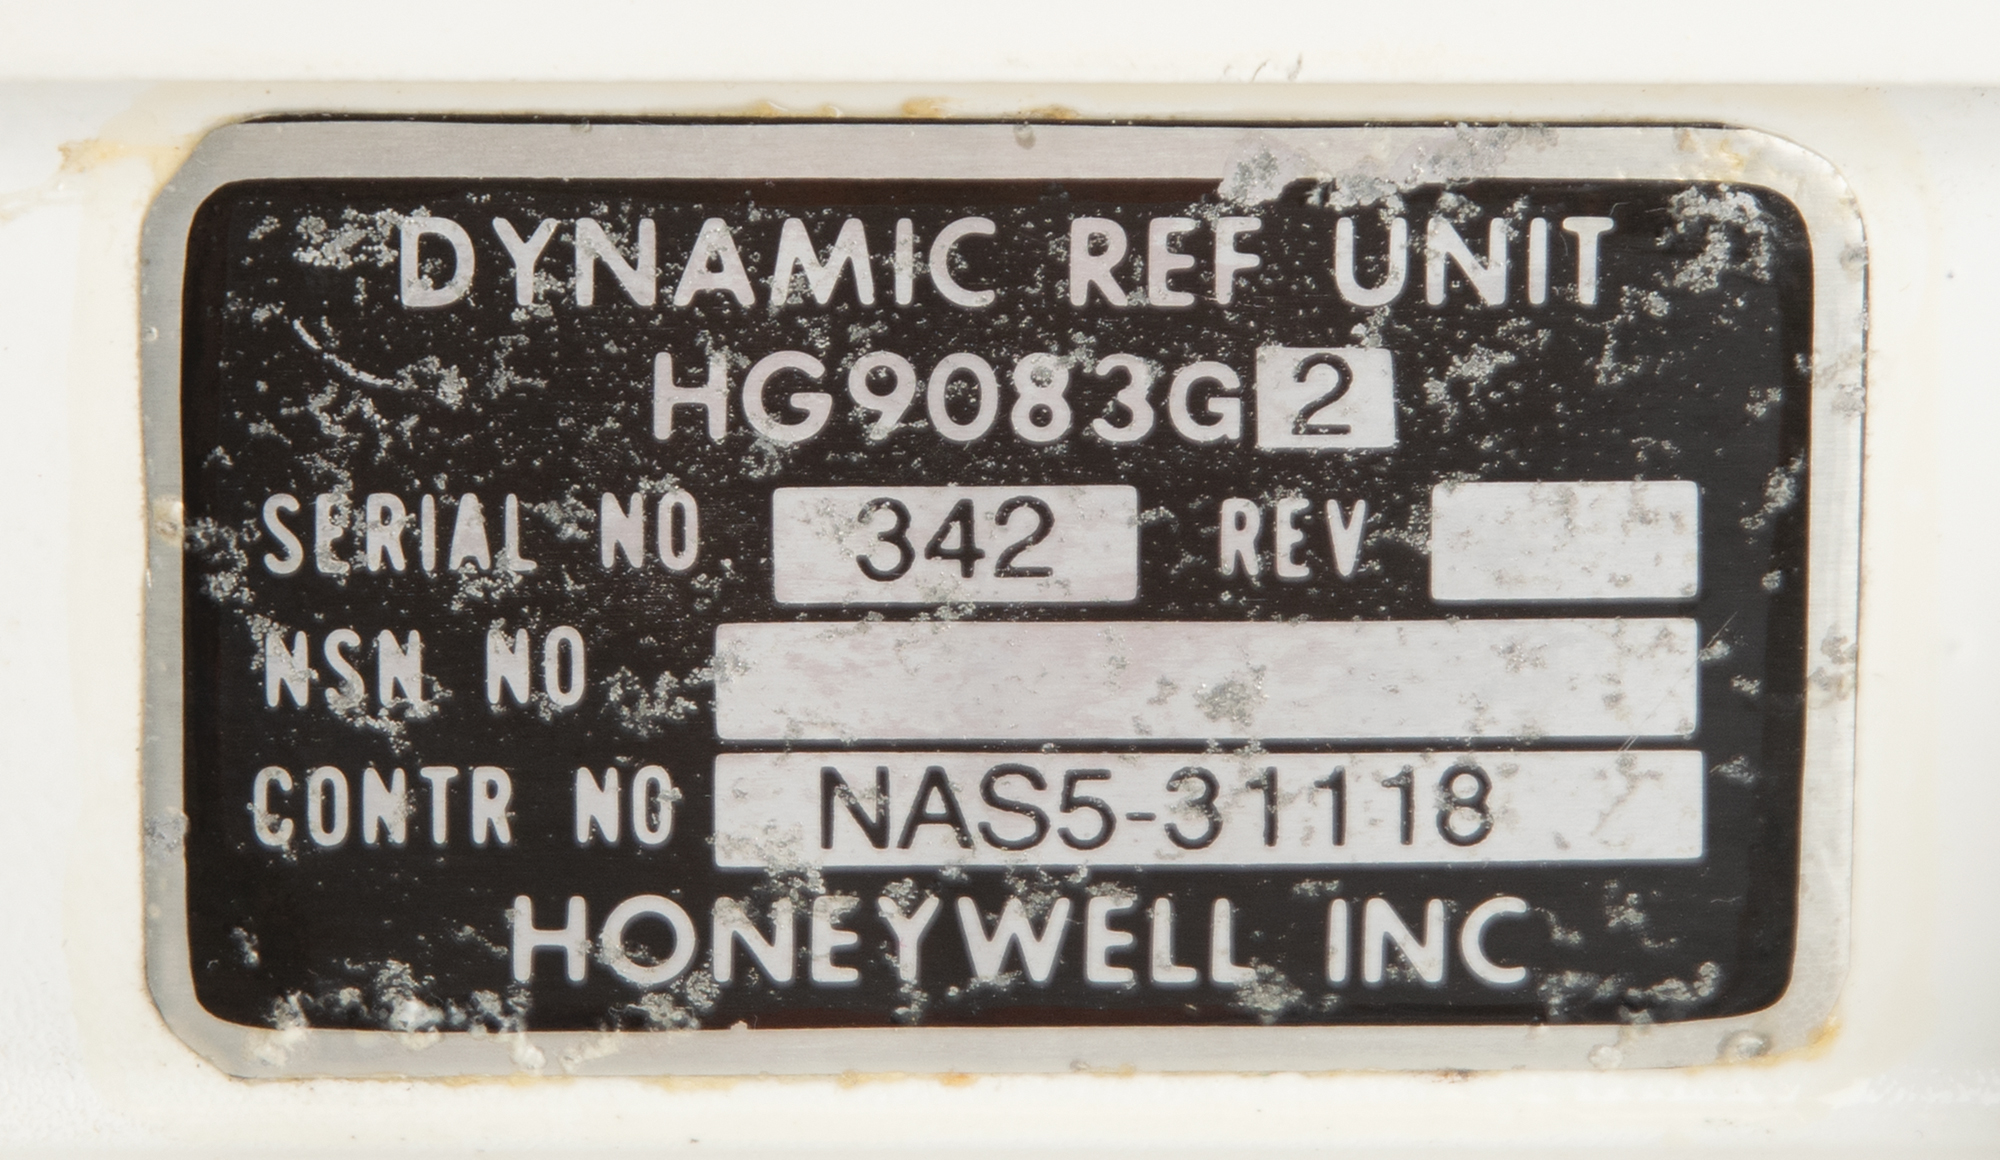 DYNAMIC REF UNIT
HG9083G2
SERIAL NO 342 REV
NSN NO
CONTR NO NAS5-31118
HONEYWELL INC